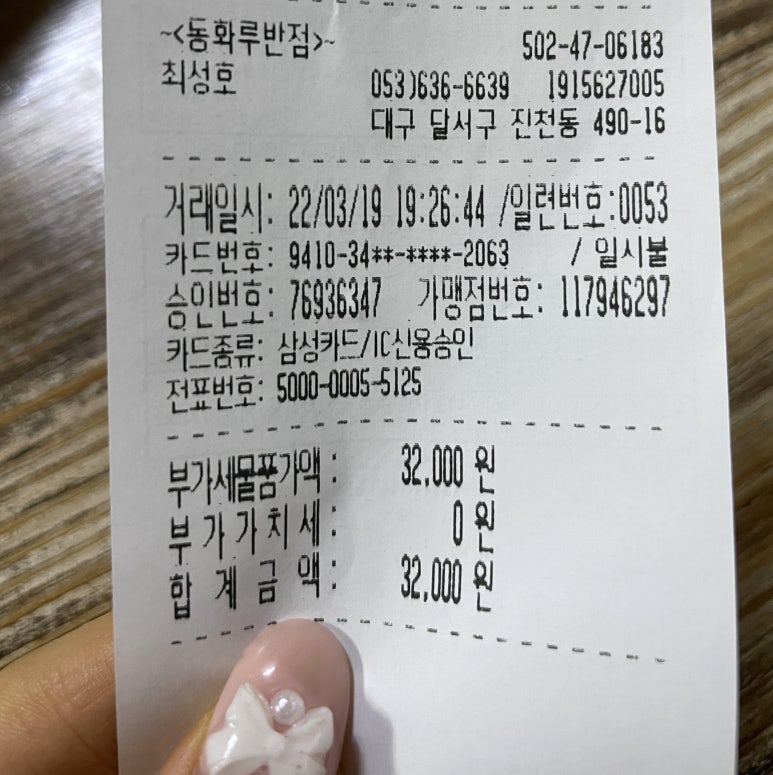 ~<동화루반점>~ 502-47-06183
최성호 053)636-6639 1915627005
대구 달서구 진천동 490-16
거래일시: 22/03/19 19:26:44 /일련번호:0053
카드번호: 9410-34**-****-2063 / 일시불
승인번호: 76936347 가맹점번호: 117946297
카드종류: 삼성카드/IC신용승인
전표번호: 5000-0005-5125
부가세물품가액: 32,000 원
부 가 가 치 세: 0 원
합 계 금 액: 32,000 원